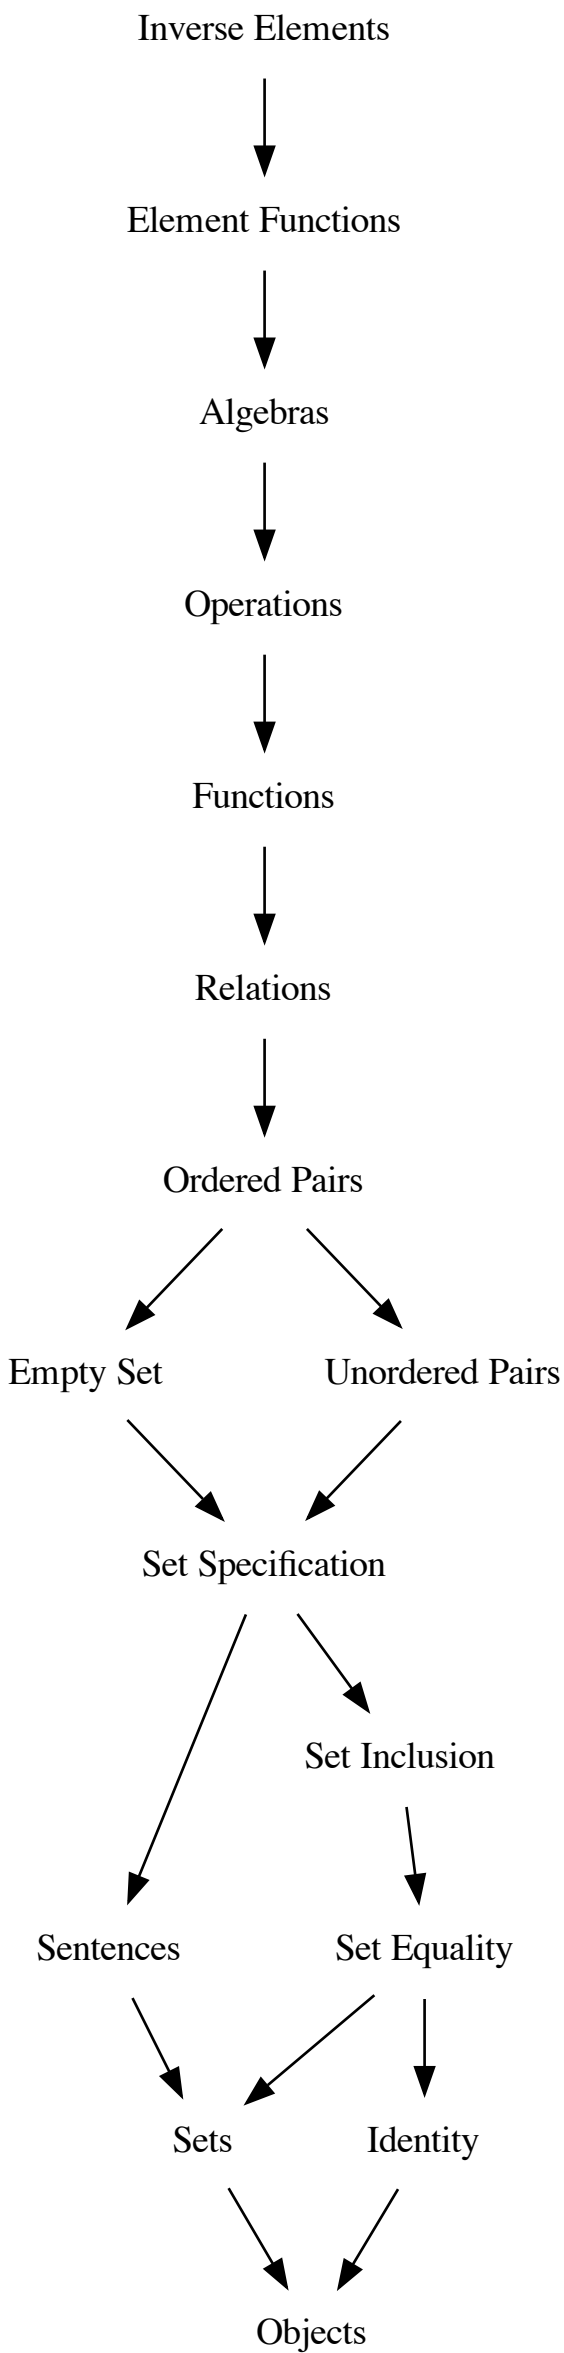 Inverse Elements
Element Functions
Algebras
Operations
Functions
Relations
Ordered Pairs
Empty Set
Unordered Pairs
Set Specification
Set Inclusion
Sentences
Set Equality
Sets
Identity
Objects